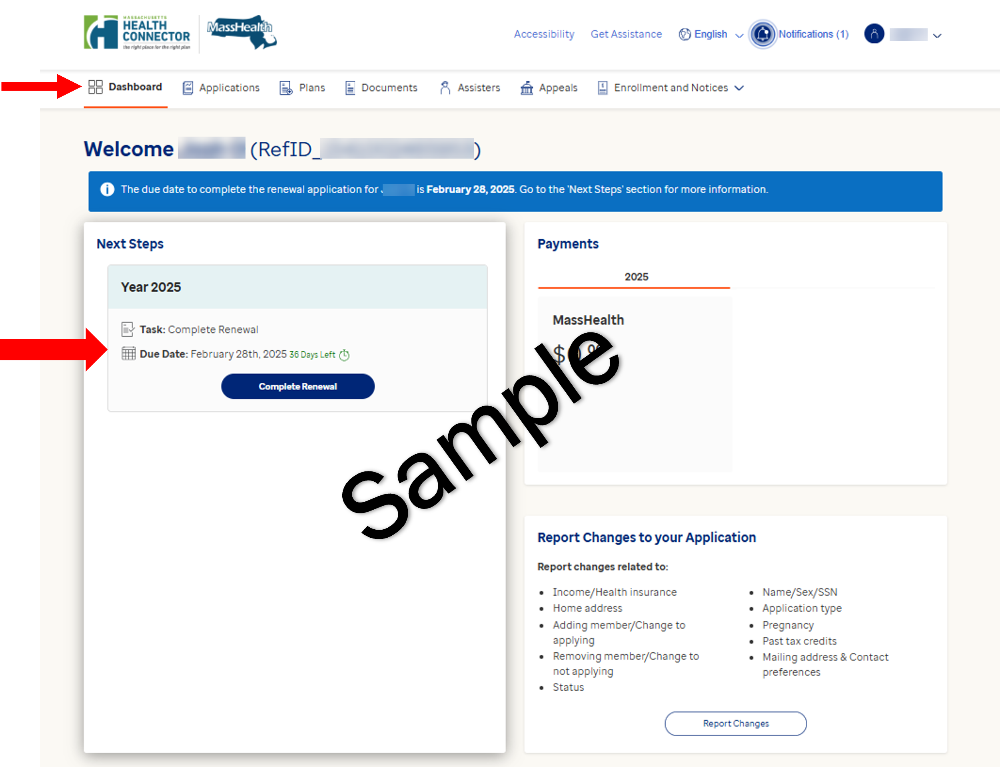 MASSACHUSETTS
HEALTH
CONNECTOR
the right place for the right plan
MassHealth
Accessibility
Get Assistance
English
Notifications (1)
Dashboard
Applications
Plans
Documents
Assisters
Appeals
Enrollment and Notices
Welcome (RefID_ )
The due date to complete the renewal application for is February 28, 2025. Go to the 'Next Steps' section for more information.
Next Steps
Year 2025
Task: Complete Renewal
Due Date: February 28th, 2025 36 Days Left
Complete Renewal
Payments
2025
MassHealth
$0
Sample
Report Changes to your Application
Report changes related to:
• Income/Health insurance
• Home address
• Adding member/Change to
applying
• Removing member/Change to
not applying
• Status
• Name/Sex/SSN
• Application type
• Pregnancy
• Past tax credits
• Mailing address & Contact
preferences
Report Changes